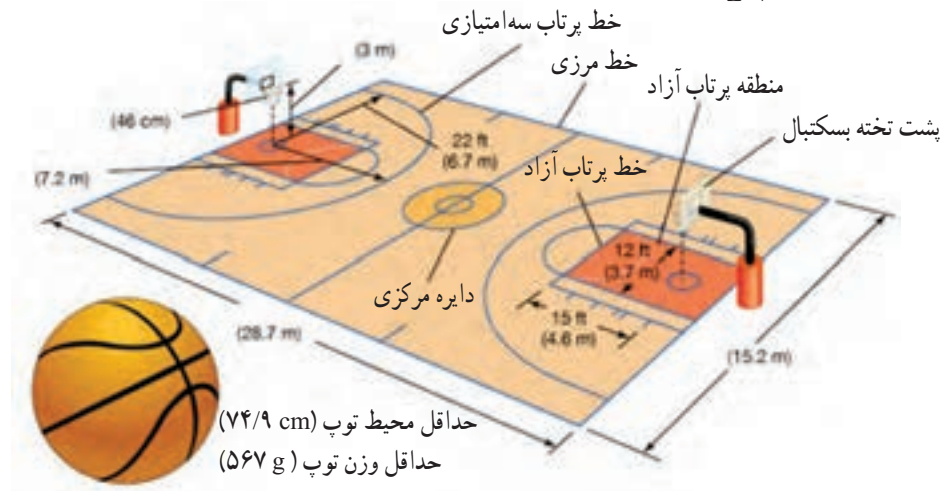 خط پرتاب سه‌امتیازی
(3 m)
خط مرزی
منطقه پرتاب آزاد
پشت تخته بسکتبال
(46 cm)
22 ft
(6.7 m)
خط پرتاب آزاد
(7.2 m)
12 ft
(3.7 m)
دایره مرکزی
15 ft
(4.6 m)
(28.7 m)
(15.2 m)
حداقل محیط توپ (۷۴/۹ cm)
حداقل وزن توپ (۵۶۷ g)